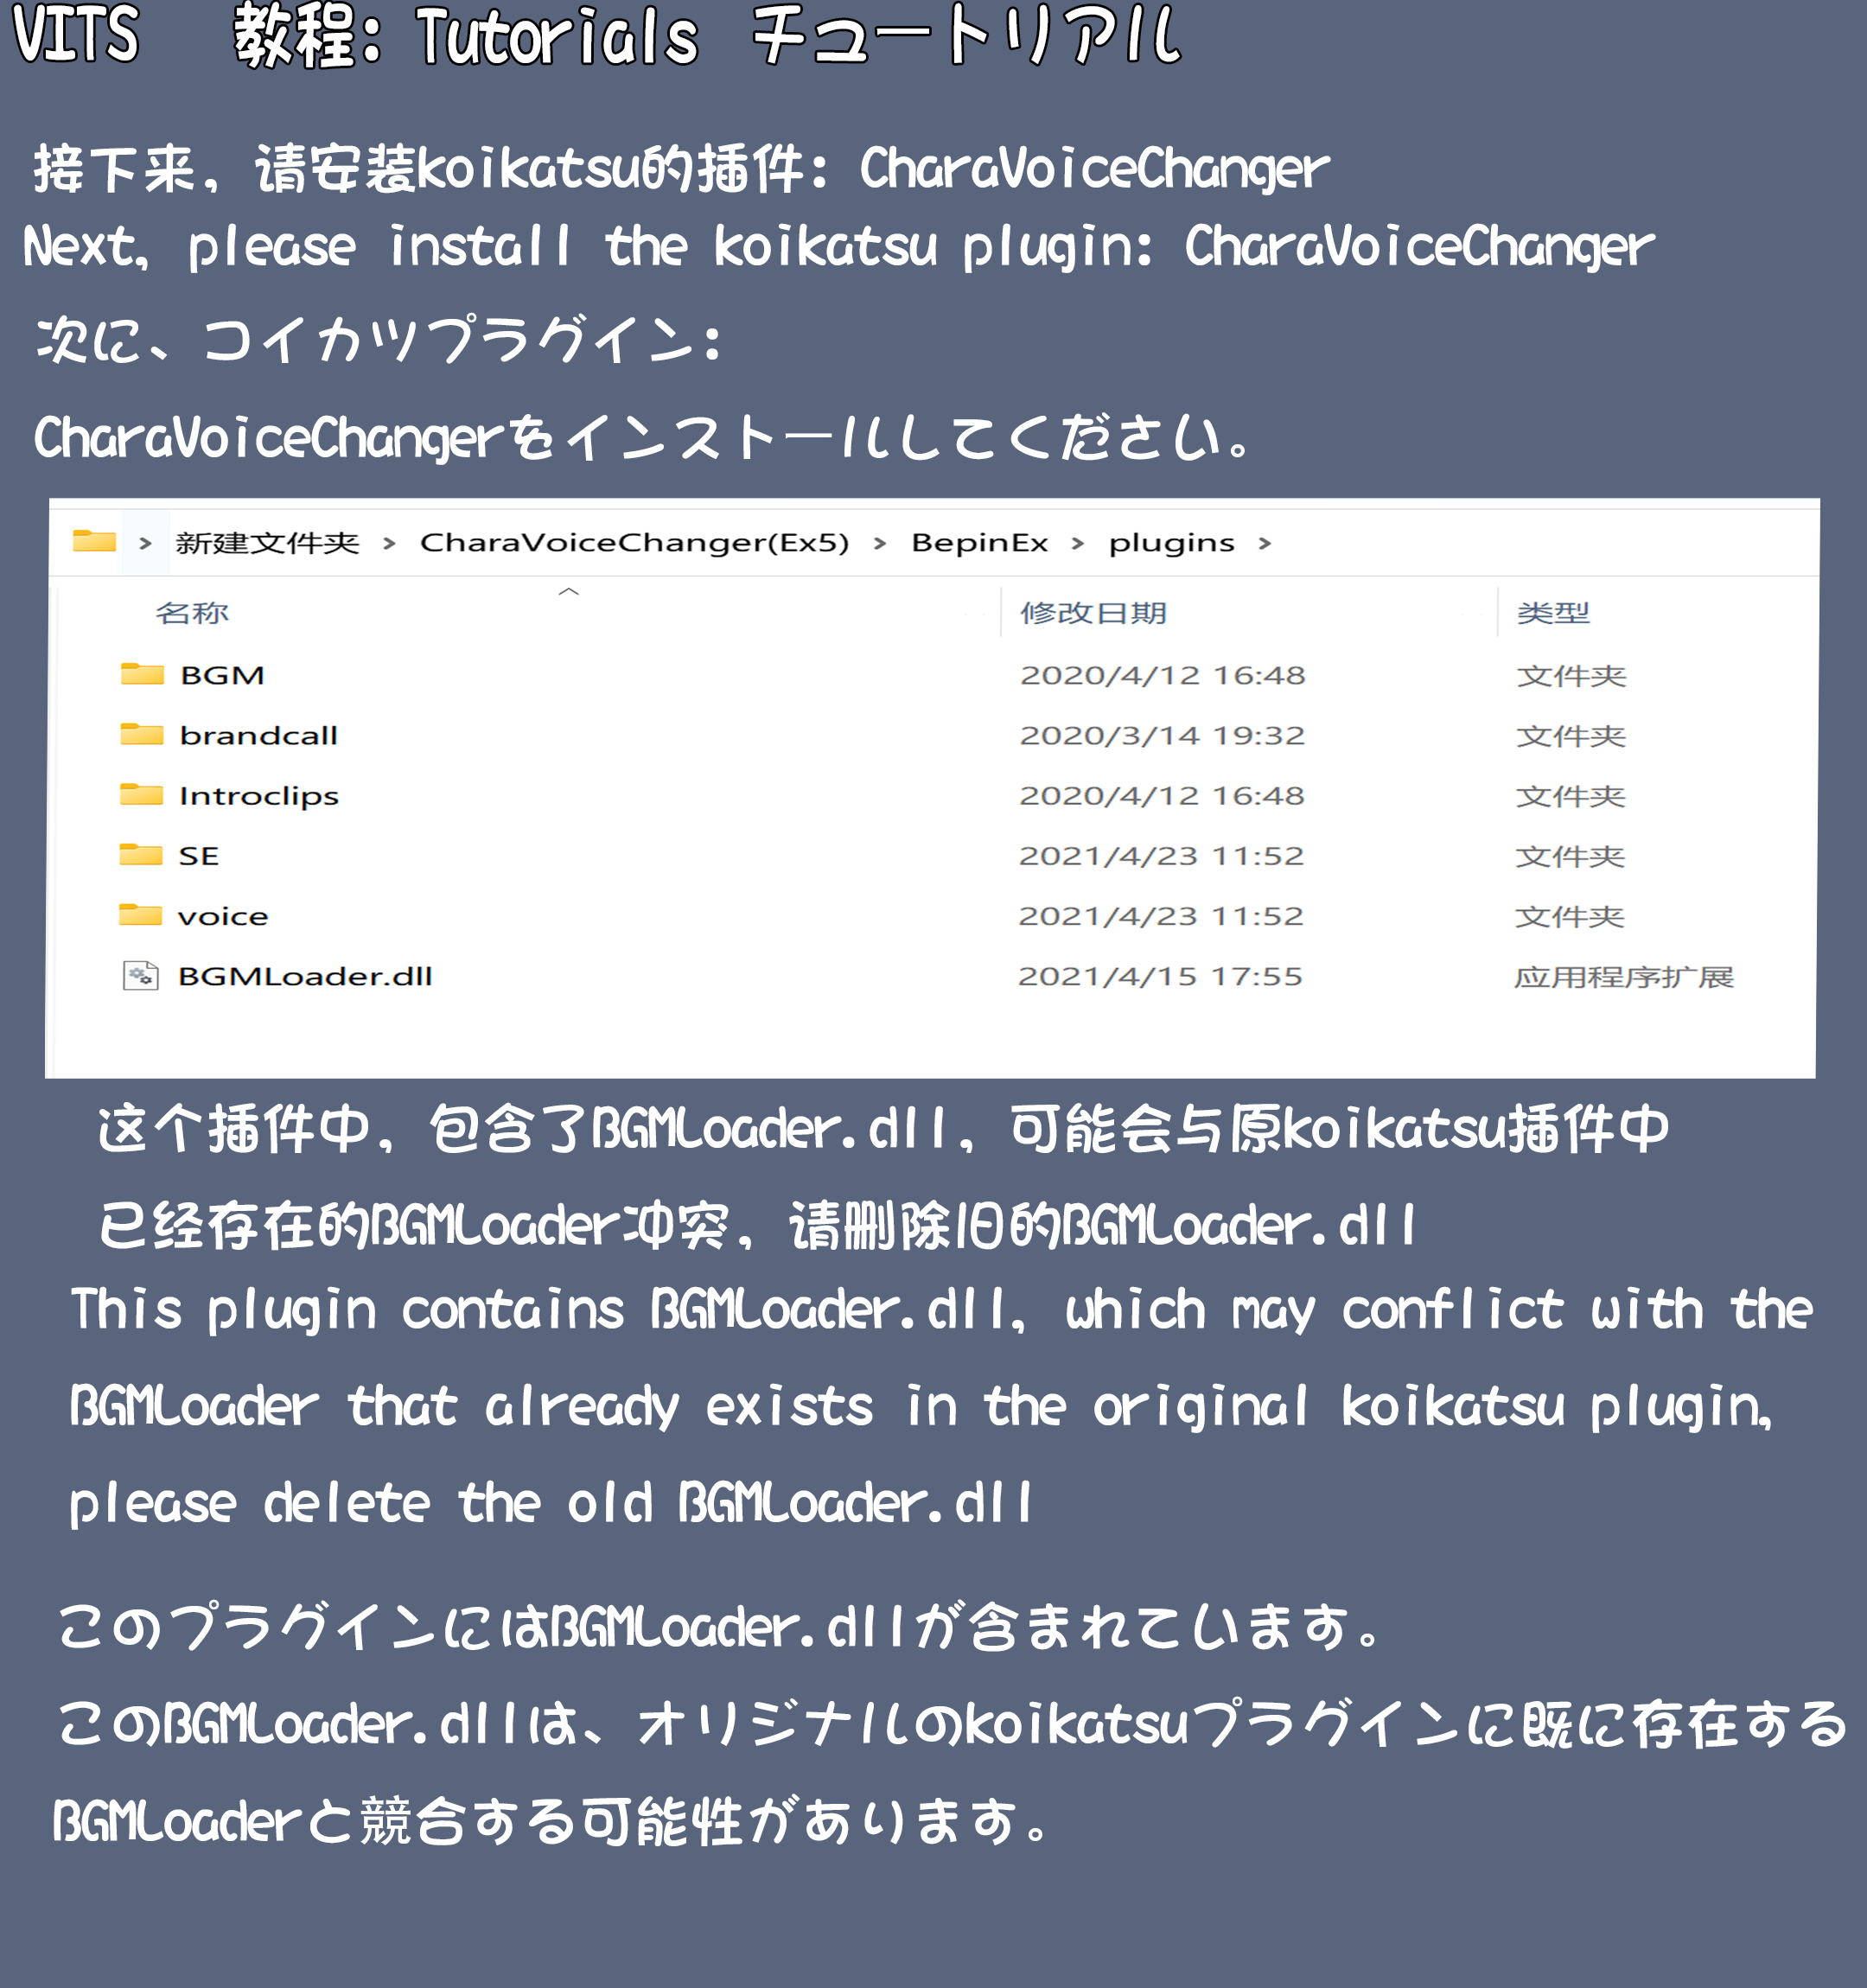 VITS 教程: Tutorials チュートリアル
接下来，请安装koikatsu的插件: CharaVoiceChanger
Next, please install the koikatsu plugin: CharaVoiceChanger
次に、コイカツプラグイン:
CharaVoiceChangerをインストールしてください。
> 新建文件夹 > CharaVoiceChanger(Ex5) > BepinEx > plugins >
名称 修改日期 类型
BGM 2020/4/12 16:48 文件夹
brandcall 2020/3/14 19:32 文件夹
Introclips 2020/4/12 16:48 文件夹
SE 2021/4/23 11:52 文件夹
voice 2021/4/23 11:52 文件夹
BGMLoader.dll 2021/4/15 17:55 应用程序扩展
这个插件中，包含了BGMLoader.dll，可能会与原koikatsu插件中
已经存在的BGMLoader冲突，请删除旧的BGMLoader.dll
This plugin contains BGMLoader.dll, which may conflict with the
BGMLoader that already exists in the original koikatsu plugin,
please delete the old BGMLoader.dll
このプラグインにはBGMLoader.dllが含まれています。
このBGMLoader.dllは、オリジナルのkoikatsuプラグインに既に存在する
BGMLoaderと競合する可能性があります。